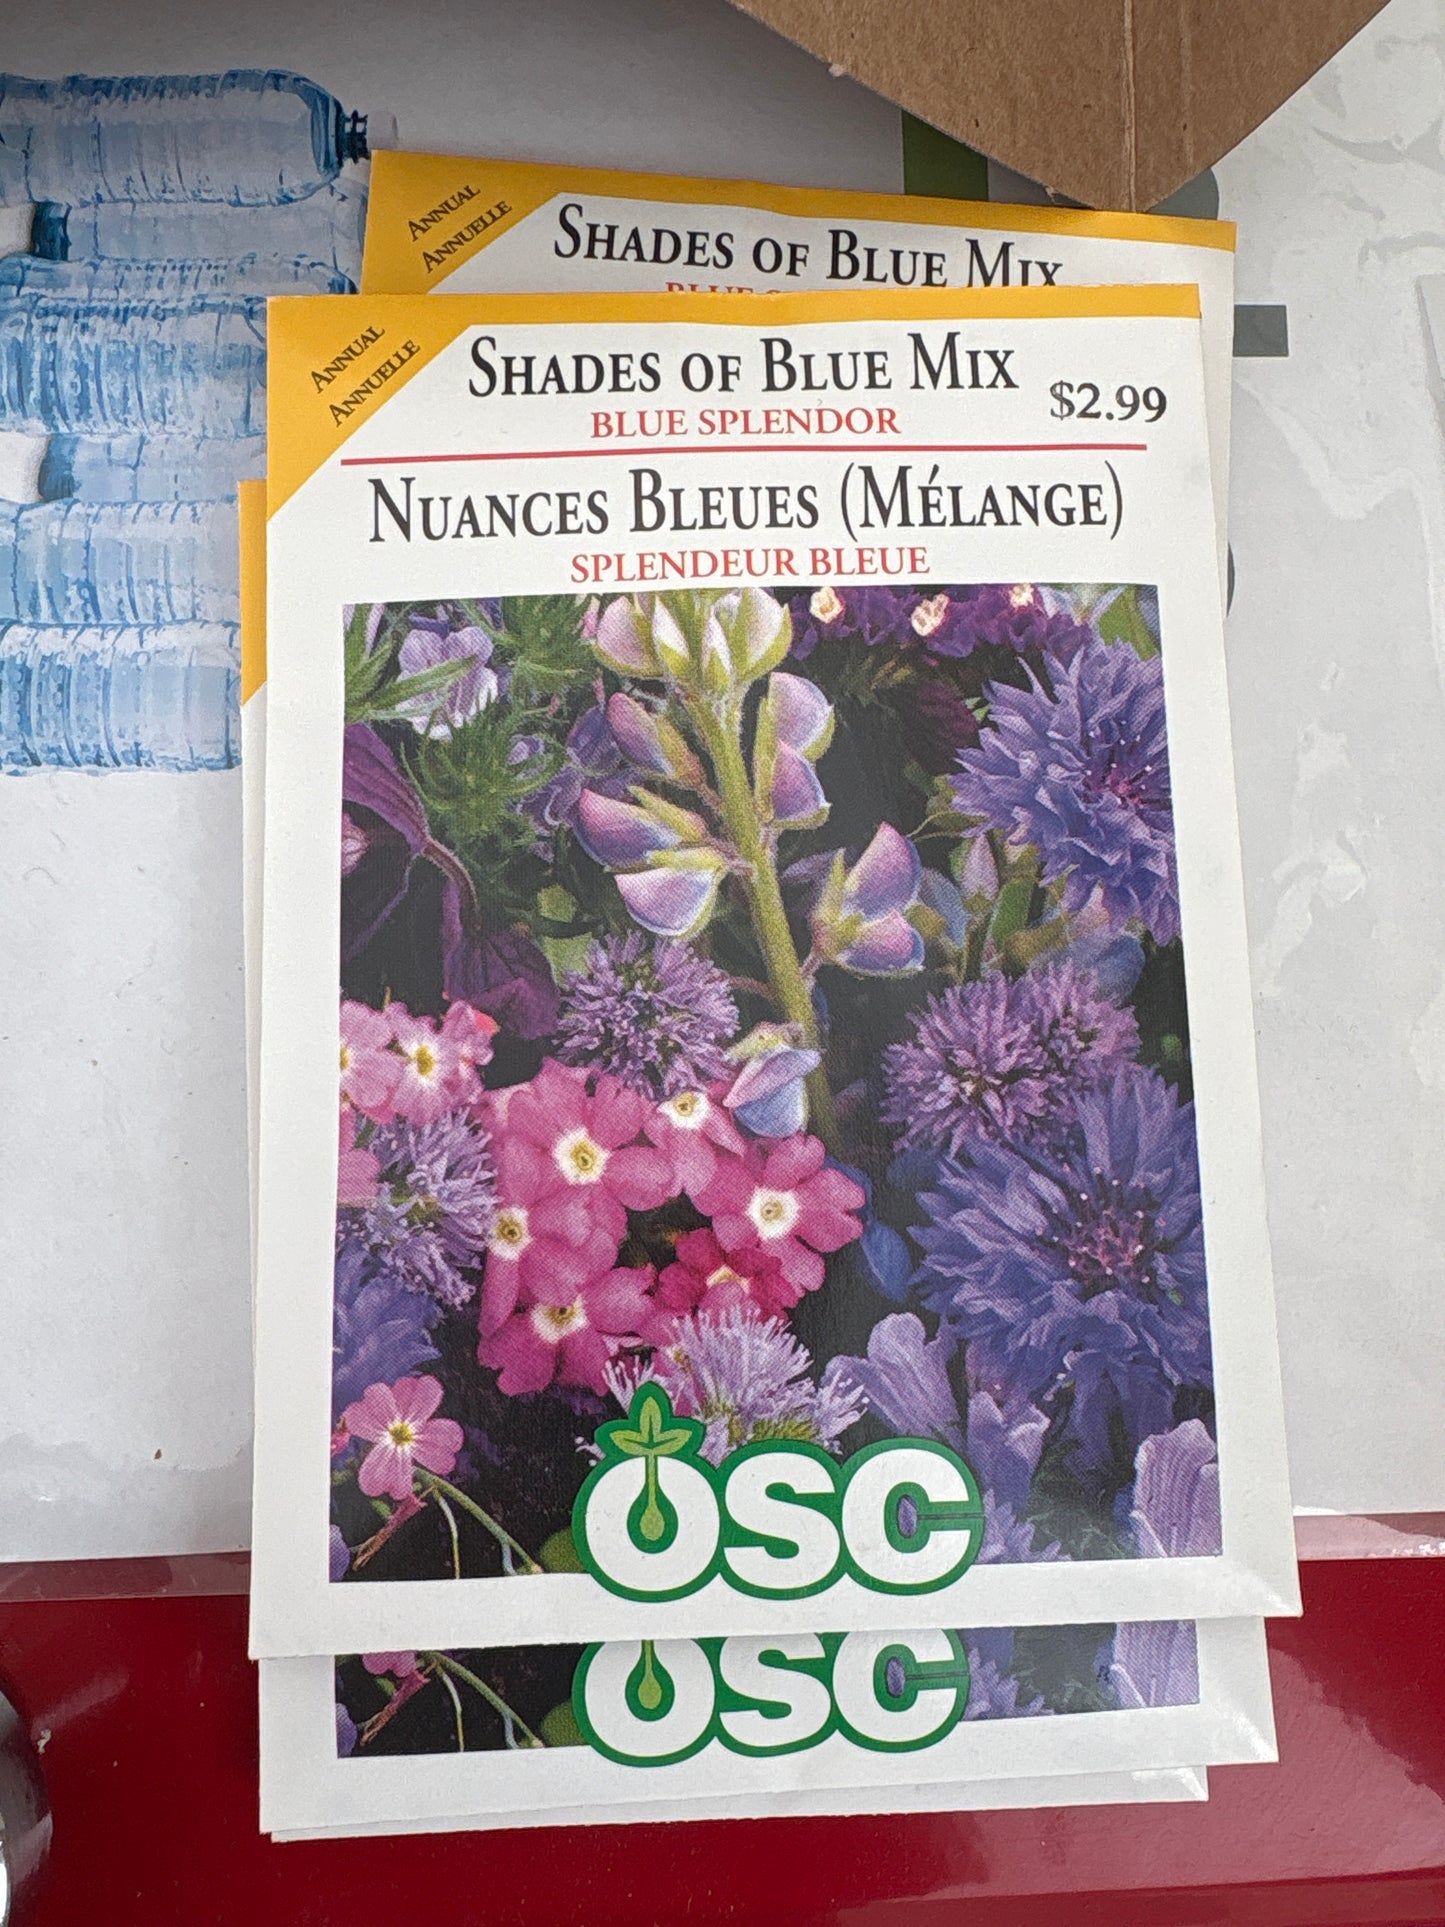 ANNUAL
ANNUELLE
SHADES OF BLUE MIX
ANNUAL
ANNUELLE
SHADES OF BLUE MIX
$2.99
BLUE SPLENDOR
NUANCES BLEUES (MÉLANGE)
SPLENDEUR BLEUE
OSC
OSC